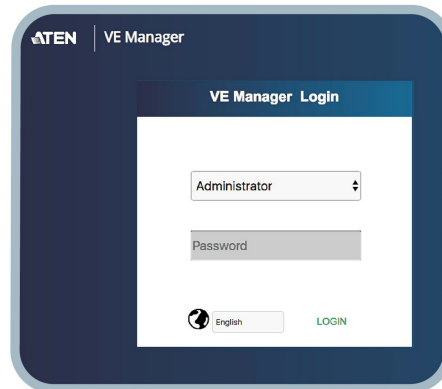 ATEN VE Manager
VE Manager Login
Administrator
Password
English LOGIN